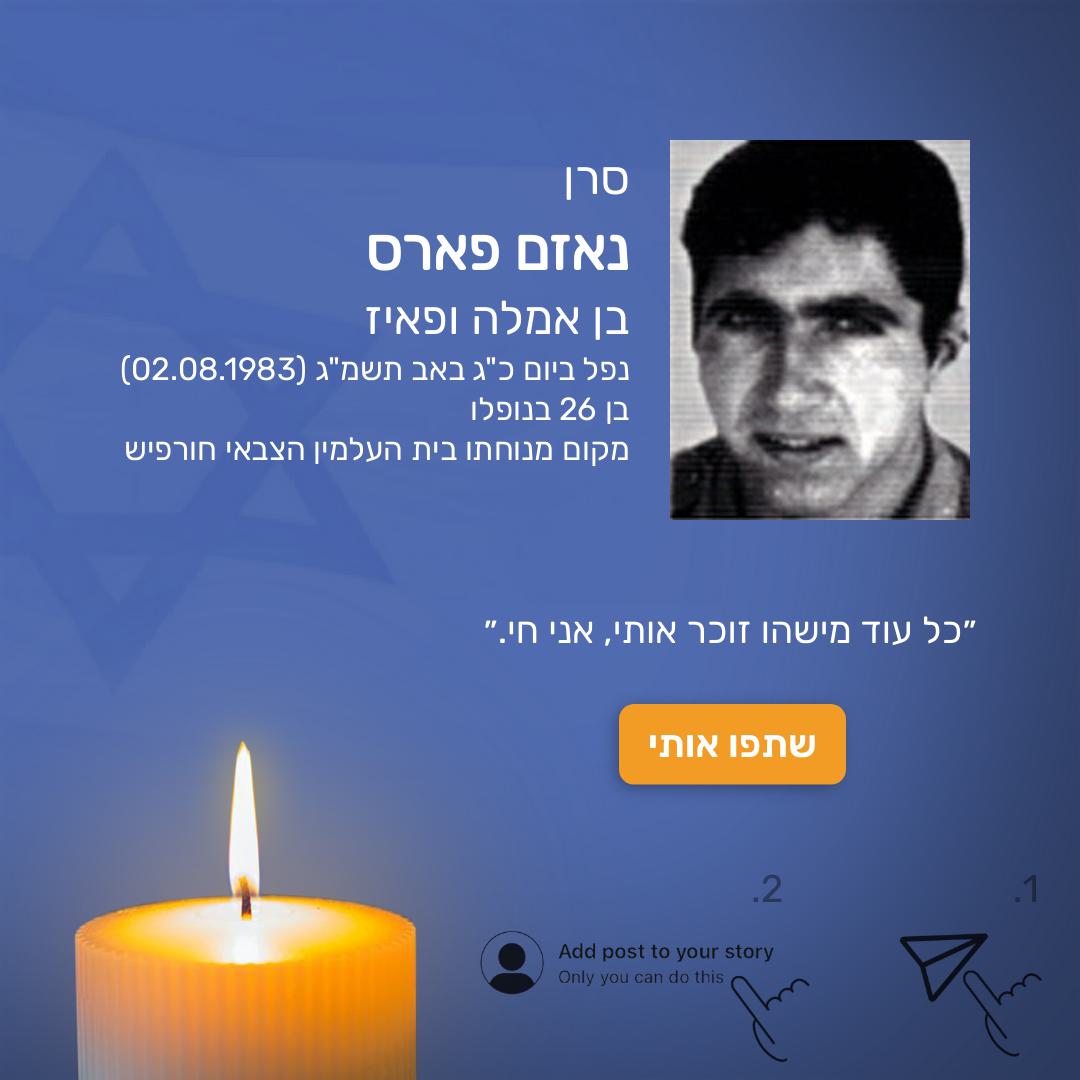 סרן
נאזם פארס
בן אמלה ופאיז
נפל ביום כ"ג באב תשמ"ג (02.08.1983)
בן 26 בנופלו
מקום מנוחתו בית העלמין הצבאי חורפיש
״כל עוד מישהו זוכר אותי, אני חי.״
שתפו אותי
.1
.2
Add post to your story
Only you can do this